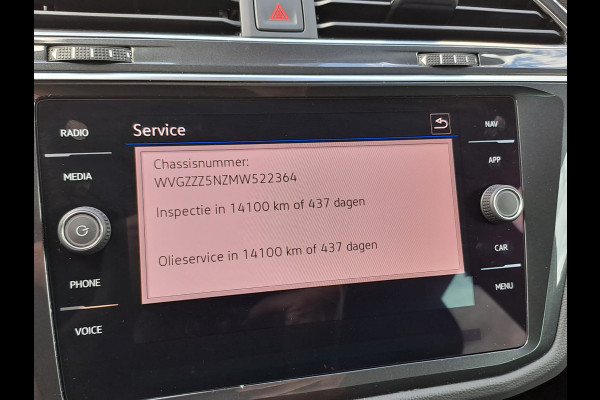 RADIO
MEDIA
PHONE
VOICE
Service
Chassisnummer:
WVGZZZ5NZMW522364
Inspectie in 14100 km of 437 dagen
Olieservice in 14100 km of 437 dagen
NAV
APP
CAR
MENU